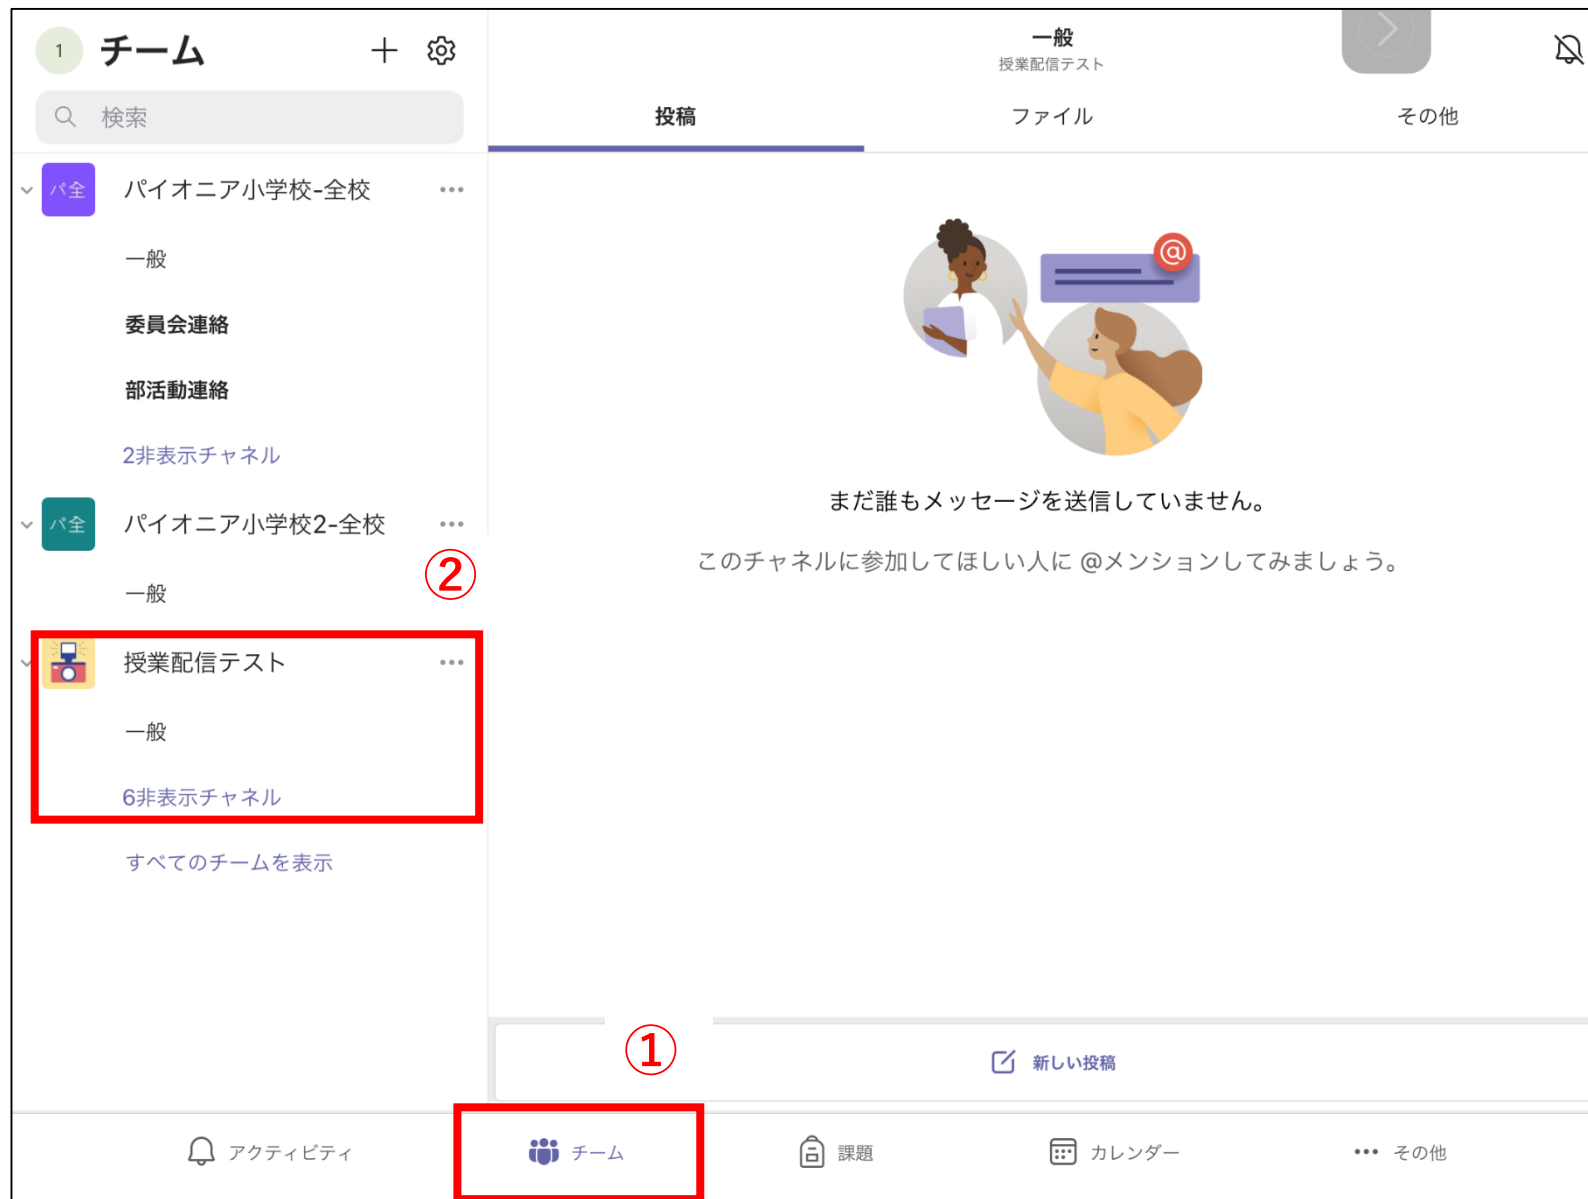 1 チーム
検索
パ全 パイオニア小学校-全校
一般
委員会連絡
部活動連絡
2非表示チャネル
パ全 パイオニア小学校2-全校
②
一般
授業配信テスト
一般
6非表示チャネル
すべてのチームを表示
一般
授業配信テスト
投稿 ファイル その他
@
まだ誰もメッセージを送信していません。
このチャネルに参加してほしい人に @メンションしてみましょう。
①
新しい投稿
アクティビティ チーム 課題 カレンダー その他